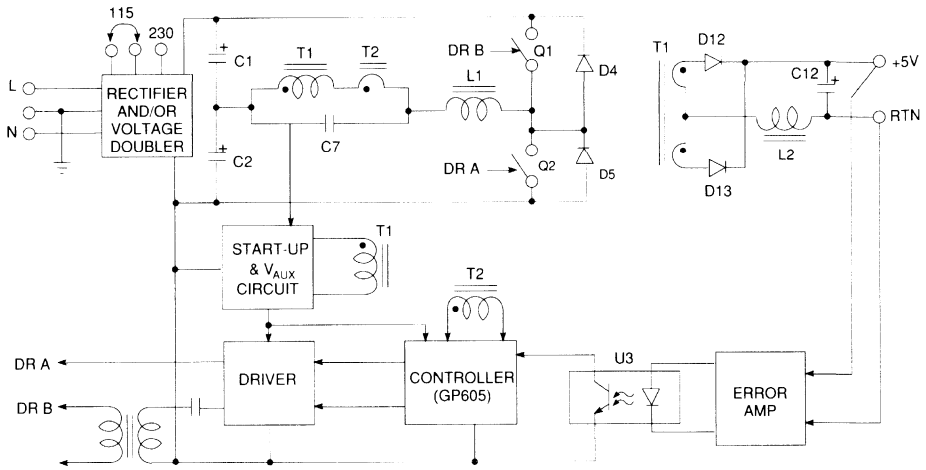 115
230
L
N
RECTIFIER
AND/OR
VOLTAGE
DOUBLER
C1
C2
T1
T2
C7
L1
DR B
Q1
D4
DR A
Q2
D5
T1
D12
C12
+5V
RTN
L2
D13
START-UP
& VAUX
CIRCUIT
T1
T2
DR A
DR B
DRIVER
CONTROLLER
(GP605)
U3
ERROR
AMP
+
+
+